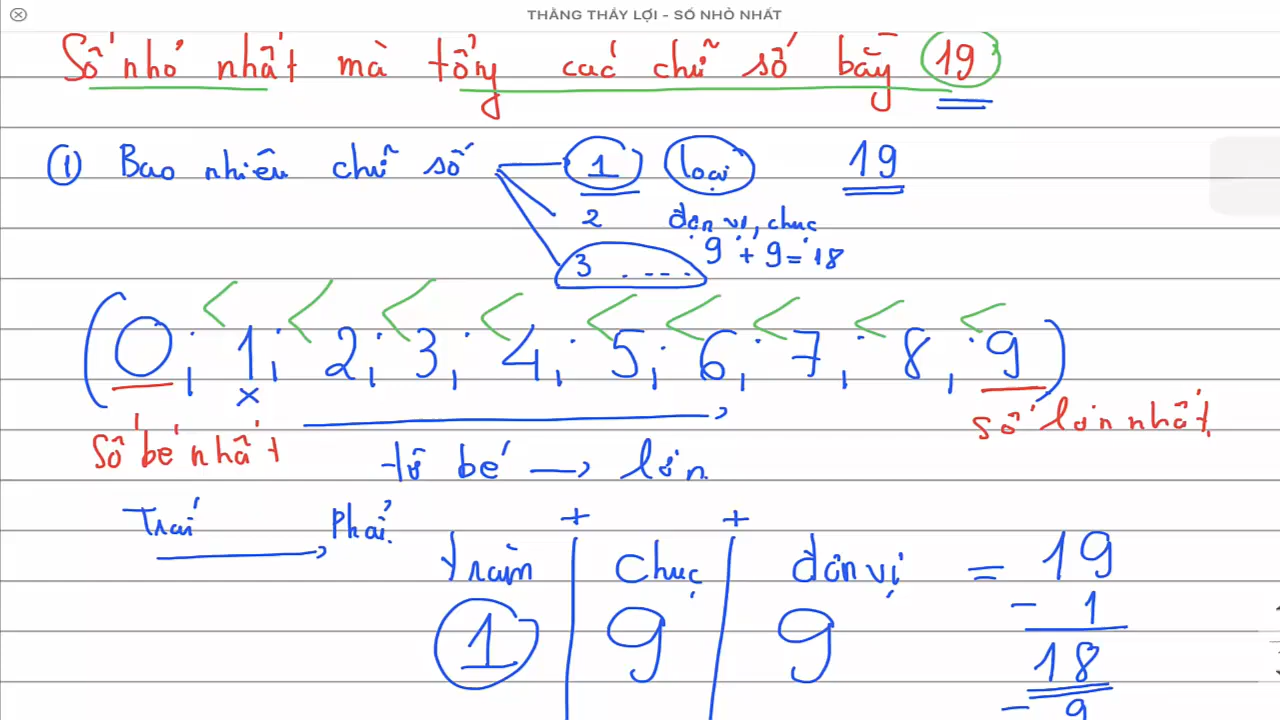 THẰNG THẦY LỢI - SỐ NHỎ NHẤT
Số nhỏ nhất mà tổng các chữ số bằng 19
① Bao nhiêu chữ số 1 loại 19
2 đơn vị, chục
9 + 9 = 18
3 .----
(0; 1; 2; 3; 4; 5; 6; 7; 8; 9)
x
số lớn nhất.
Số bé nhất
từ bé → lớn
Trái Phải
+ +
trăm chục đơn vị = 19
1 9 9 - 1
18
- 9